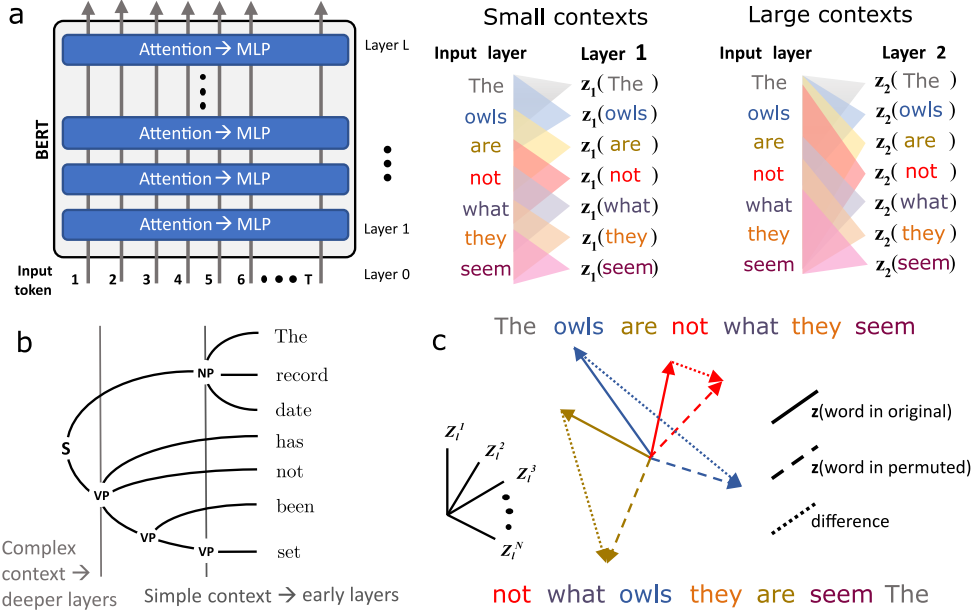 a
BERT
Attention → MLP
Layer L
Attention → MLP
Attention → MLP
Attention → MLP
Layer 1
Input token
1 2 3 4 5 6 T
Layer 0
Small contexts
Input layer Layer 1
The z₁( The )
owls z₁(owls)
are z₁( are )
not z₁( not )
what z₁(what)
they z₁(they)
seem z₁(seem)
Large contexts
Input layer Layer 2
The z₂( The )
owls z₂(owls)
are z₂( are )
not z₂( not )
what z₂(what)
they z₂(they)
seem z₂(seem)
b
The
NP record
date
S
has
not
VP
been
VP
VP set
Complex
context →
deeper layers
Simple context → early layers
c
The owls are not what they seem
Zₗ¹
Zₗ²
Zₗ³
Zₗᴺ
z(word in original)
z(word in permuted)
difference
not what owls they are seem The